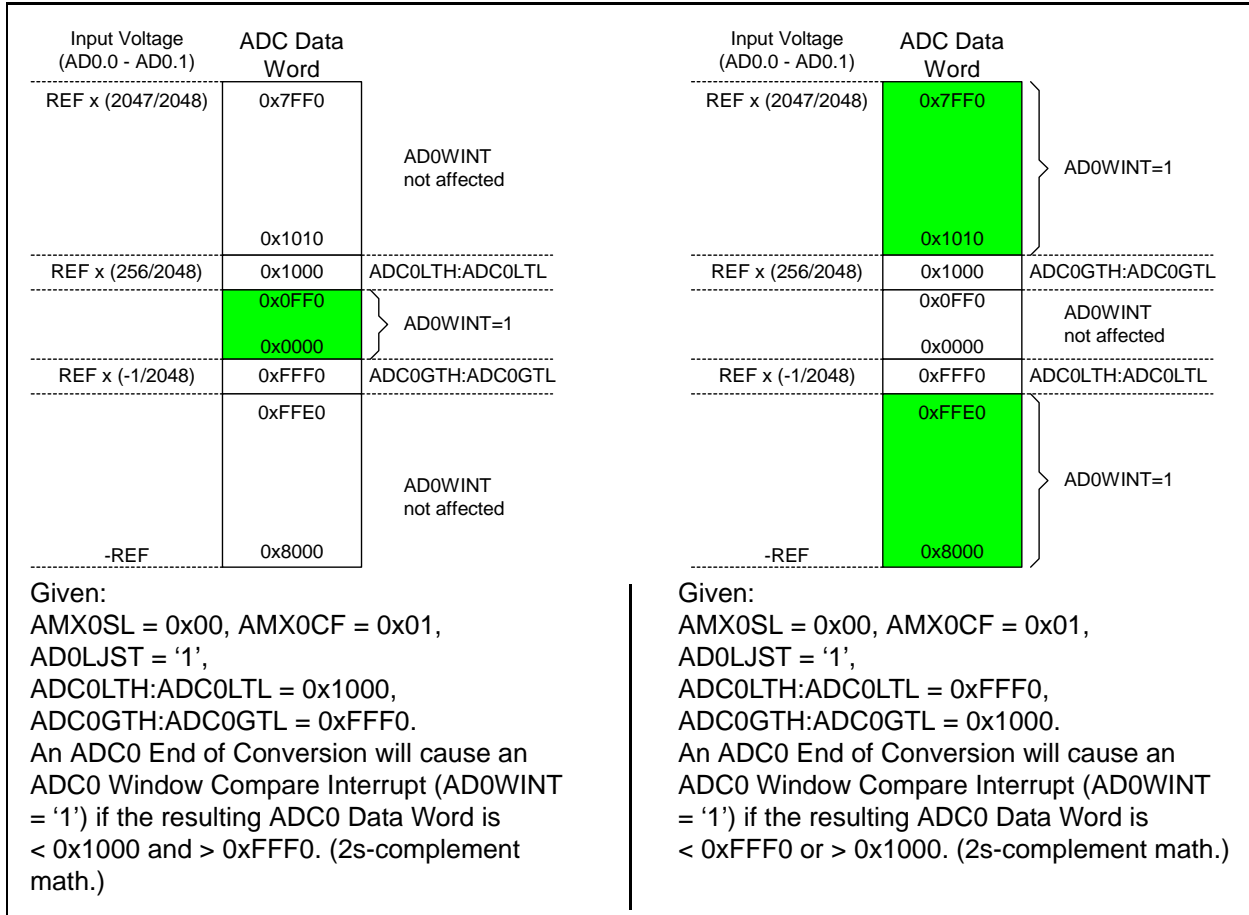 Input Voltage
(AD0.0 - AD0.1)
ADC Data
Word
REF x (2047/2048)
0x7FF0
AD0WINT
not affected
0x1010
REF x (256/2048)
0x1000
ADC0LTH:ADC0LTL
0x0FF0
AD0WINT=1
0x0000
REF x (-1/2048)
0xFFF0
ADC0GTH:ADC0GTL
0xFFE0
AD0WINT
not affected
-REF
0x8000
Given:
AMX0SL = 0x00, AMX0CF = 0x01,
AD0LJST = ‘1’,
ADC0LTH:ADC0LTL = 0x1000,
ADC0GTH:ADC0GTL = 0xFFF0.
An ADC0 End of Conversion will cause an
ADC0 Window Compare Interrupt (AD0WINT
= ‘1’) if the resulting ADC0 Data Word is
< 0x1000 and > 0xFFF0. (2s-complement
math.)
Input Voltage
(AD0.0 - AD0.1)
ADC Data
Word
REF x (2047/2048)
0x7FF0
AD0WINT=1
0x1010
REF x (256/2048)
0x1000
ADC0GTH:ADC0GTL
0x0FF0
AD0WINT
not affected
0x0000
REF x (-1/2048)
0xFFF0
ADC0LTH:ADC0LTL
0xFFE0
AD0WINT=1
-REF
0x8000
Given:
AMX0SL = 0x00, AMX0CF = 0x01,
AD0LJST = ‘1’,
ADC0LTH:ADC0LTL = 0xFFF0,
ADC0GTH:ADC0GTL = 0x1000.
An ADC0 End of Conversion will cause an
ADC0 Window Compare Interrupt (AD0WINT
= ‘1’) if the resulting ADC0 Data Word is
< 0xFFF0 or > 0x1000. (2s-complement math.)